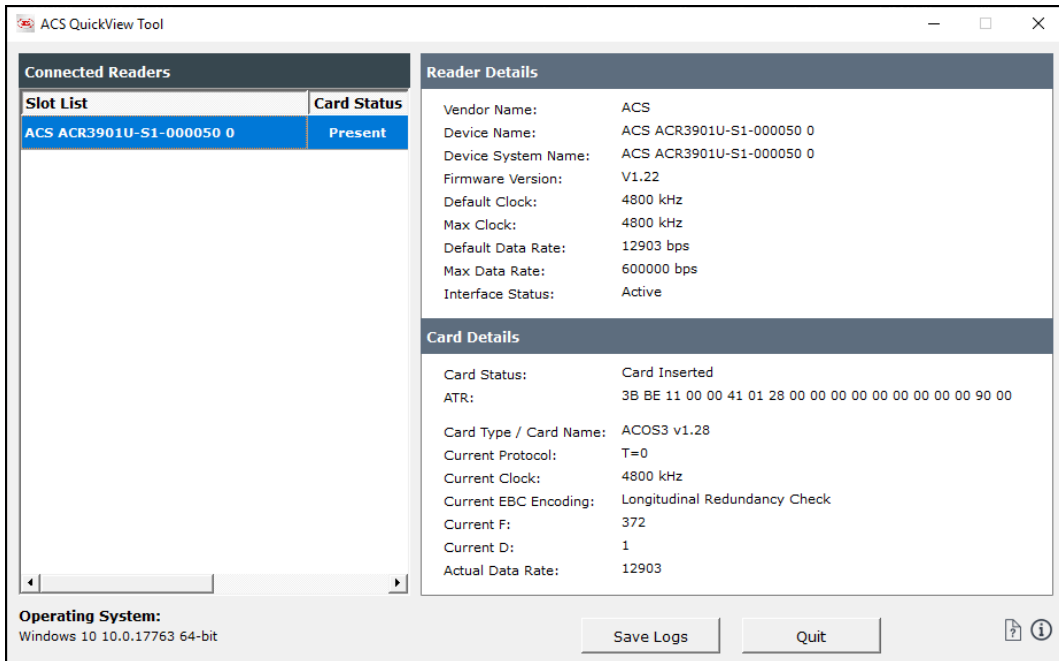 ACS QuickView Tool
Connected Readers
Slot List Card Status
ACS ACR3901U-S1-000050 0 Present
Reader Details
Vendor Name: ACS
Device Name: ACS ACR3901U-S1-000050 0
Device System Name: ACS ACR3901U-S1-000050 0
Firmware Version: V1.22
Default Clock: 4800 kHz
Max Clock: 4800 kHz
Default Data Rate: 12903 bps
Max Data Rate: 600000 bps
Interface Status: Active
Card Details
Card Status: Card Inserted
ATR: 3B BE 11 00 00 41 01 28 00 00 00 00 00 00 00 00 00 90 00
Card Type / Card Name: ACOS3 v1.28
Current Protocol: T=0
Current Clock: 4800 kHz
Current EBC Encoding: Longitudinal Redundancy Check
Current F: 372
Current D: 1
Actual Data Rate: 12903
Operating System:
Windows 10 10.0.17763 64-bit
Save Logs Quit